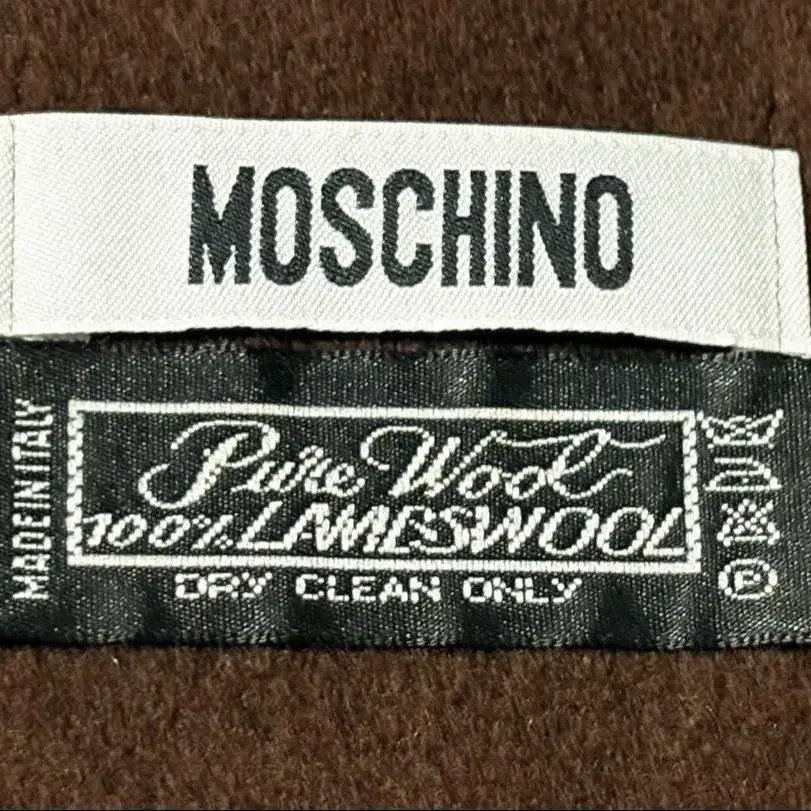 MOSCHINO
MADE IN ITALY
Pure Wool
100% LAMBSWOOL
DRY CLEAN ONLY
P